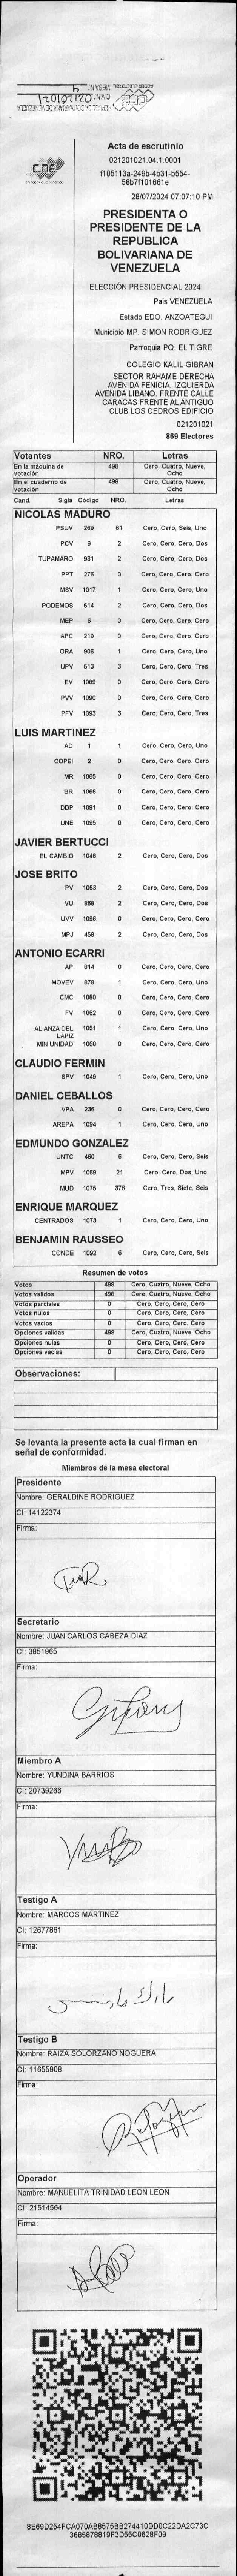 CNE
Acta de escrutinio
021201021.04.1.0001
f105113a-249b-4b31-b554-
58b7f101661e
28/07/2024 07:07:10 PM
PRESIDENTA O
PRESIDENTE DE LA
REPUBLICA
BOLIVARIANA DE
VENEZUELA
ELECCIÓN PRESIDENCIAL 2024
Pais VENEZUELA
Estado EDO. ANZOATEGUI
Municipio MP. SIMON RODRIGUEZ
Parroquia PQ. EL TIGRE
COLEGIO KALIL GIBRAN
SECTOR RAHAME DERECHA
AVENIDA FENICIA. IZQUIERDA
AVENIDA LIBANO. FRENTE CALLE
CARACAS FRENTE AL ANTIGUO
CLUB LOS CEDROS EDIFICIO
021201021
869 Electores
Votantes NRO. Letras
En la máquina de votación 498 Cero, Cuatro, Nueve, Ocho
En el cuaderno de votación 498 Cero, Cuatro, Nueve, Ocho
Cand. Sigla Código NRO. Letras
NICOLAS MADURO
PSUV 269 61 Cero, Cero, Seis, Uno
PCV 9 2 Cero, Cero, Cero, Dos
TUPAMARO 931 2 Cero, Cero, Cero, Dos
PPT 276 0 Cero, Cero, Cero, Cero
MSV 1017 1 Cero, Cero, Cero, Uno
PODEMOS 514 2 Cero, Cero, Cero, Dos
MEP 6 0 Cero, Cero, Cero, Cero
APC 219 0 Cero, Cero, Cero, Cero
ORA 906 1 Cero, Cero, Cero, Uno
UPV 513 3 Cero, Cero, Cero, Tres
EV 1089 0 Cero, Cero, Cero, Cero
PVV 1090 0 Cero, Cero, Cero, Cero
PFV 1093 3 Cero, Cero, Cero, Tres
LUIS MARTINEZ
AD 1 1 Cero, Cero, Cero, Uno
COPEI 2 0 Cero, Cero, Cero, Cero
MR 1065 0 Cero, Cero, Cero, Cero
BR 1066 0 Cero, Cero, Cero, Cero
DDP 1091 0 Cero, Cero, Cero, Cero
UNE 1095 0 Cero, Cero, Cero, Cero
JAVIER BERTUCCI
EL CAMBIO 1048 2 Cero, Cero, Cero, Dos
JOSE BRITO
PV 1053 2 Cero, Cero, Cero, Dos
VU 868 2 Cero, Cero, Cero, Dos
UVV 1096 0 Cero, Cero, Cero, Cero
MPJ 458 2 Cero, Cero, Cero, Dos
ANTONIO ECARRI
AP 814 0 Cero, Cero, Cero, Cero
MOVEV 878 1 Cero, Cero, Cero, Uno
CMC 1050 0 Cero, Cero, Cero, Cero
FV 1062 0 Cero, Cero, Cero, Cero
ALIANZA DEL LAPIZ 1051 1 Cero, Cero, Cero, Uno
MIN UNIDAD 1068 0 Cero, Cero, Cero, Cero
CLAUDIO FERMIN
SPV 1049 1 Cero, Cero, Cero, Uno
DANIEL CEBALLOS
VPA 236 0 Cero, Cero, Cero, Cero
AREPA 1094 1 Cero, Cero, Cero, Uno
EDMUNDO GONZALEZ
UNTC 460 6 Cero, Cero, Cero, Seis
MPV 1069 21 Cero, Cero, Dos, Uno
MUD 1075 376 Cero, Tres, Siete, Seis
ENRIQUE MARQUEZ
CENTRADOS 1073 1 Cero, Cero, Cero, Uno
BENJAMIN RAUSSEO
CONDE 1092 6 Cero, Cero, Cero, Seis
Resumen de votos
Votos 498 Cero, Cuatro, Nueve, Ocho
Votos validos 498 Cero, Cuatro, Nueve, Ocho
Votos parciales 0 Cero, Cero, Cero, Cero
Votos nulos 0 Cero, Cero, Cero, Cero
Votos vacios 0 Cero, Cero, Cero, Cero
Opciones validas 498 Cero, Cuatro, Nueve, Ocho
Opciones nulas 0 Cero, Cero, Cero, Cero
Opciones vacias 0 Cero, Cero, Cero, Cero
Observaciones:
Se levanta la presente acta la cual firman en
señal de conformidad.
Miembros de la mesa electoral
Presidente
Nombre: GERALDINE RODRIGUEZ
CI: 14122374
Firma:
Secretario
Nombre: JUAN CARLOS CABEZA DIAZ
CI: 3851965
Firma:
Miembro A
Nombre: YUNDINA BARRIOS
CI: 20739266
Firma:
Testigo A
Nombre: MARCOS MARTINEZ
CI: 12677861
Firma:
Testigo B
Nombre: RAIZA SOLORZANO NOGUERA
CI: 11655908
Firma:
Operador
Nombre: MANUELITA TRINIDAD LEON LEON
CI: 21514564
Firma:
8E69D254FCA070AB8575BB274410DD0C22DA2C73C
3685878819F3D55C0628F09